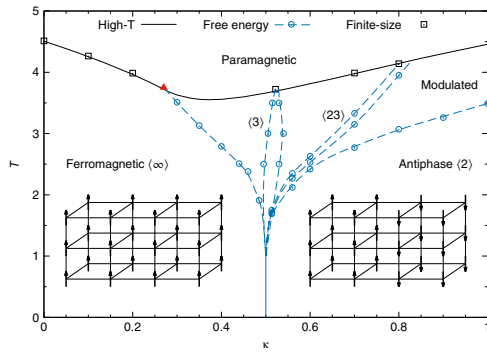 High-T Free energy Finite-size
5
4
3
2
1
0
T
Paramagnetic
Modulated
⟨3⟩
⟨23⟩
Ferromagnetic ⟨∞⟩
Antiphase ⟨2⟩
0 0.2 0.4 0.6 0.8 1
κ